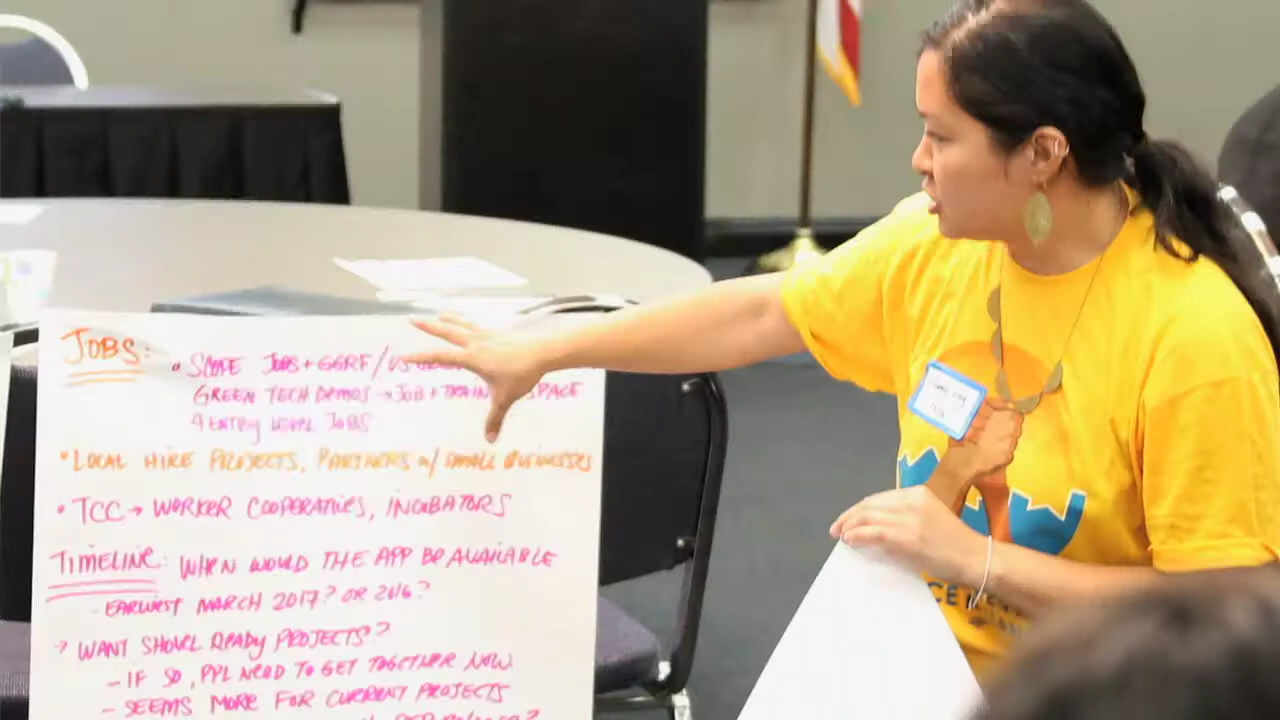 JOBS:
• SCOPE JOBS + GGRF/
GREEN TECH DEMOS → JOB + TRAIN SPACE
ENTRY LEVEL JOBS
• LOCAL HIRE PROJECTS, PARTNERS w/ SMALL BUSINESSES
• TCC → WORKER COOPERATIVES, INCUBATORS
TIMELINE: WHEN WOULD THE APP BE AVAILABLE
- EARLIEST MARCH 2017? OR 2016?
→ WANT SHOVEL READY PROJECTS?
- IF SO, PPL NEED TO GET TOGETHER NOW
- SEEMS MORE FOR CURRENT PROJECTS